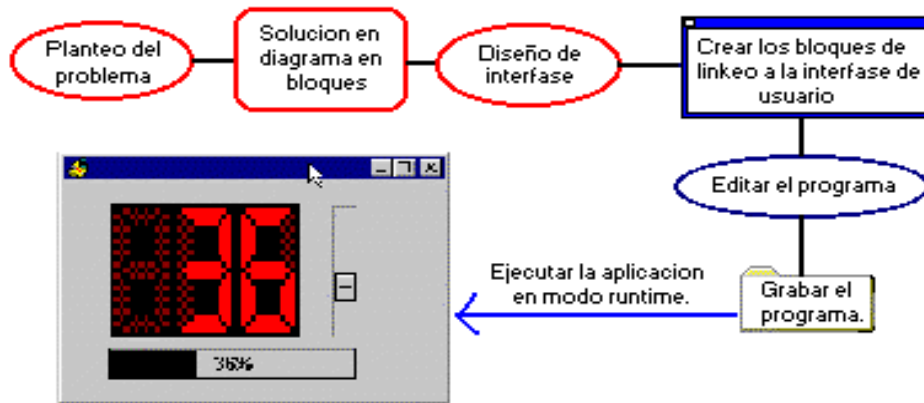 Planteo del
problema
Solucion en
diagrama en
bloques
Diseño de
interfase
Crear los bloques de
linkeo a la interfase de
usuario
Editar el programa
Grabar el
programa.
Ejecutar la aplicacion
en modo runtime.
36
36%